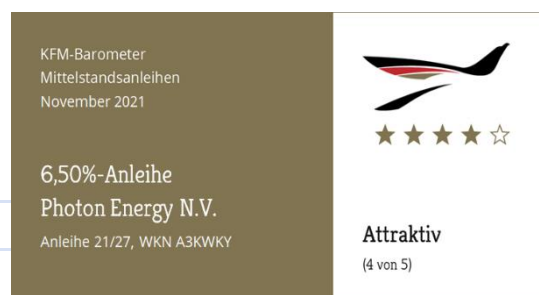 KFM-Barometer
Mittelstandsanleihen
November 2021
6,50%-Anleihe
Photon Energy N.V.
Anleihe 21/27, WKN A3KWKY
Attraktiv
(4 von 5)